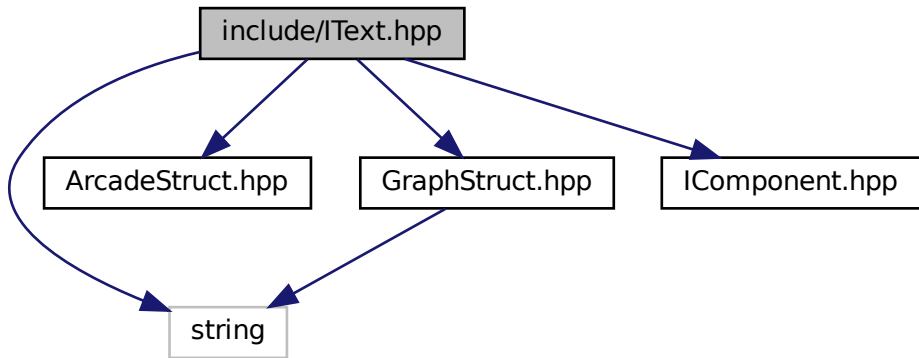 include/IText.hpp
ArcadeStruct.hpp
GraphStruct.hpp
IComponent.hpp
string